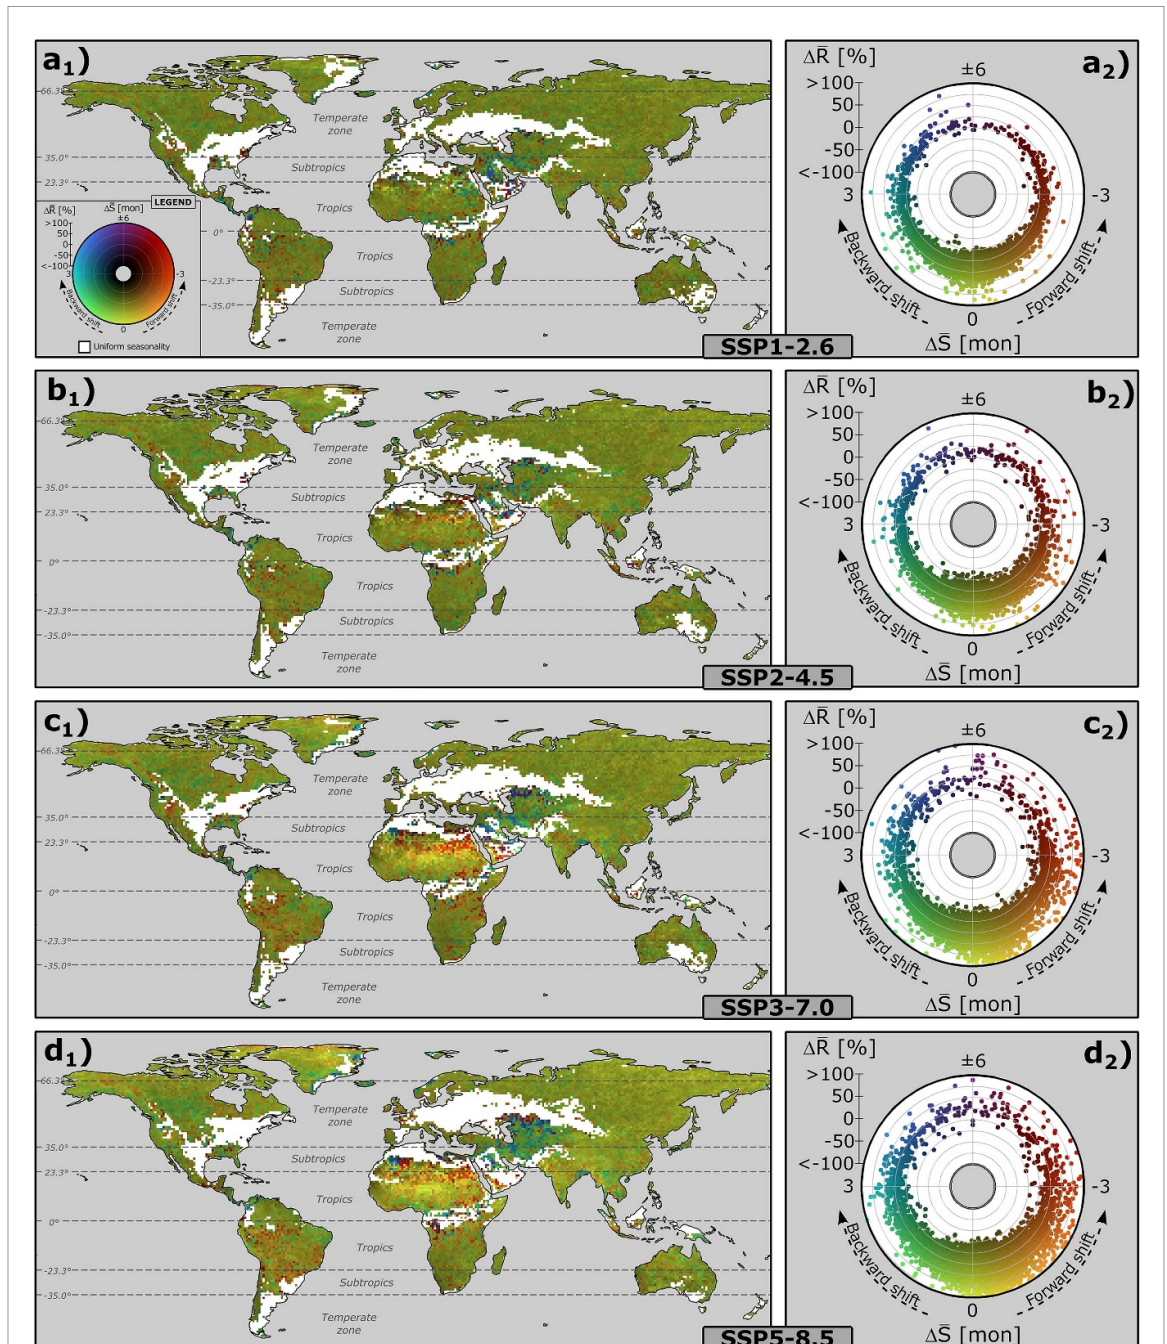 a₁)
66.3°
Temperate
zone
35.0°
Subtropics
23.3°
Tropics
0°
Tropics
-23.3°
Subtropics
-35.0°
Temperate
zone
LEGEND
ΔR̅ [%] ΔS̅ [mon]
±6
>100
50
0
-50
<-100
3 -3
Backward shift
Forward shift
0
Uniform seasonality
SSP1-2.6
a₂)
ΔR̅ [%]
±6
>100
50
0
-50
<-100
3 -3
Backward shift
Forward shift
0
ΔS̅ [mon]
b₁)
66.3°
Temperate
zone
35.0°
Subtropics
23.3°
Tropics
0°
Tropics
-23.3°
Subtropics
-35.0°
Temperate
zone
SSP2-4.5
b₂)
ΔR̅ [%]
±6
>100
50
0
-50
<-100
3 -3
Backward shift
Forward shift
0
ΔS̅ [mon]
c₁)
66.3°
Temperate
zone
35.0°
Subtropics
23.3°
Tropics
0°
Tropics
-23.3°
Subtropics
-35.0°
Temperate
zone
SSP3-7.0
c₂)
ΔR̅ [%]
±6
>100
50
0
-50
<-100
3 -3
Backward shift
Forward shift
0
ΔS̅ [mon]
d₁)
66.3°
Temperate
zone
35.0°
Subtropics
23.3°
Tropics
0°
Tropics
-23.3°
Subtropics
-35.0°
Temperate
zone
SSP5-8.5
d₂)
ΔR̅ [%]
±6
>100
50
0
-50
<-100
3 -3
Backward shift
Forward shift
0
ΔS̅ [mon]